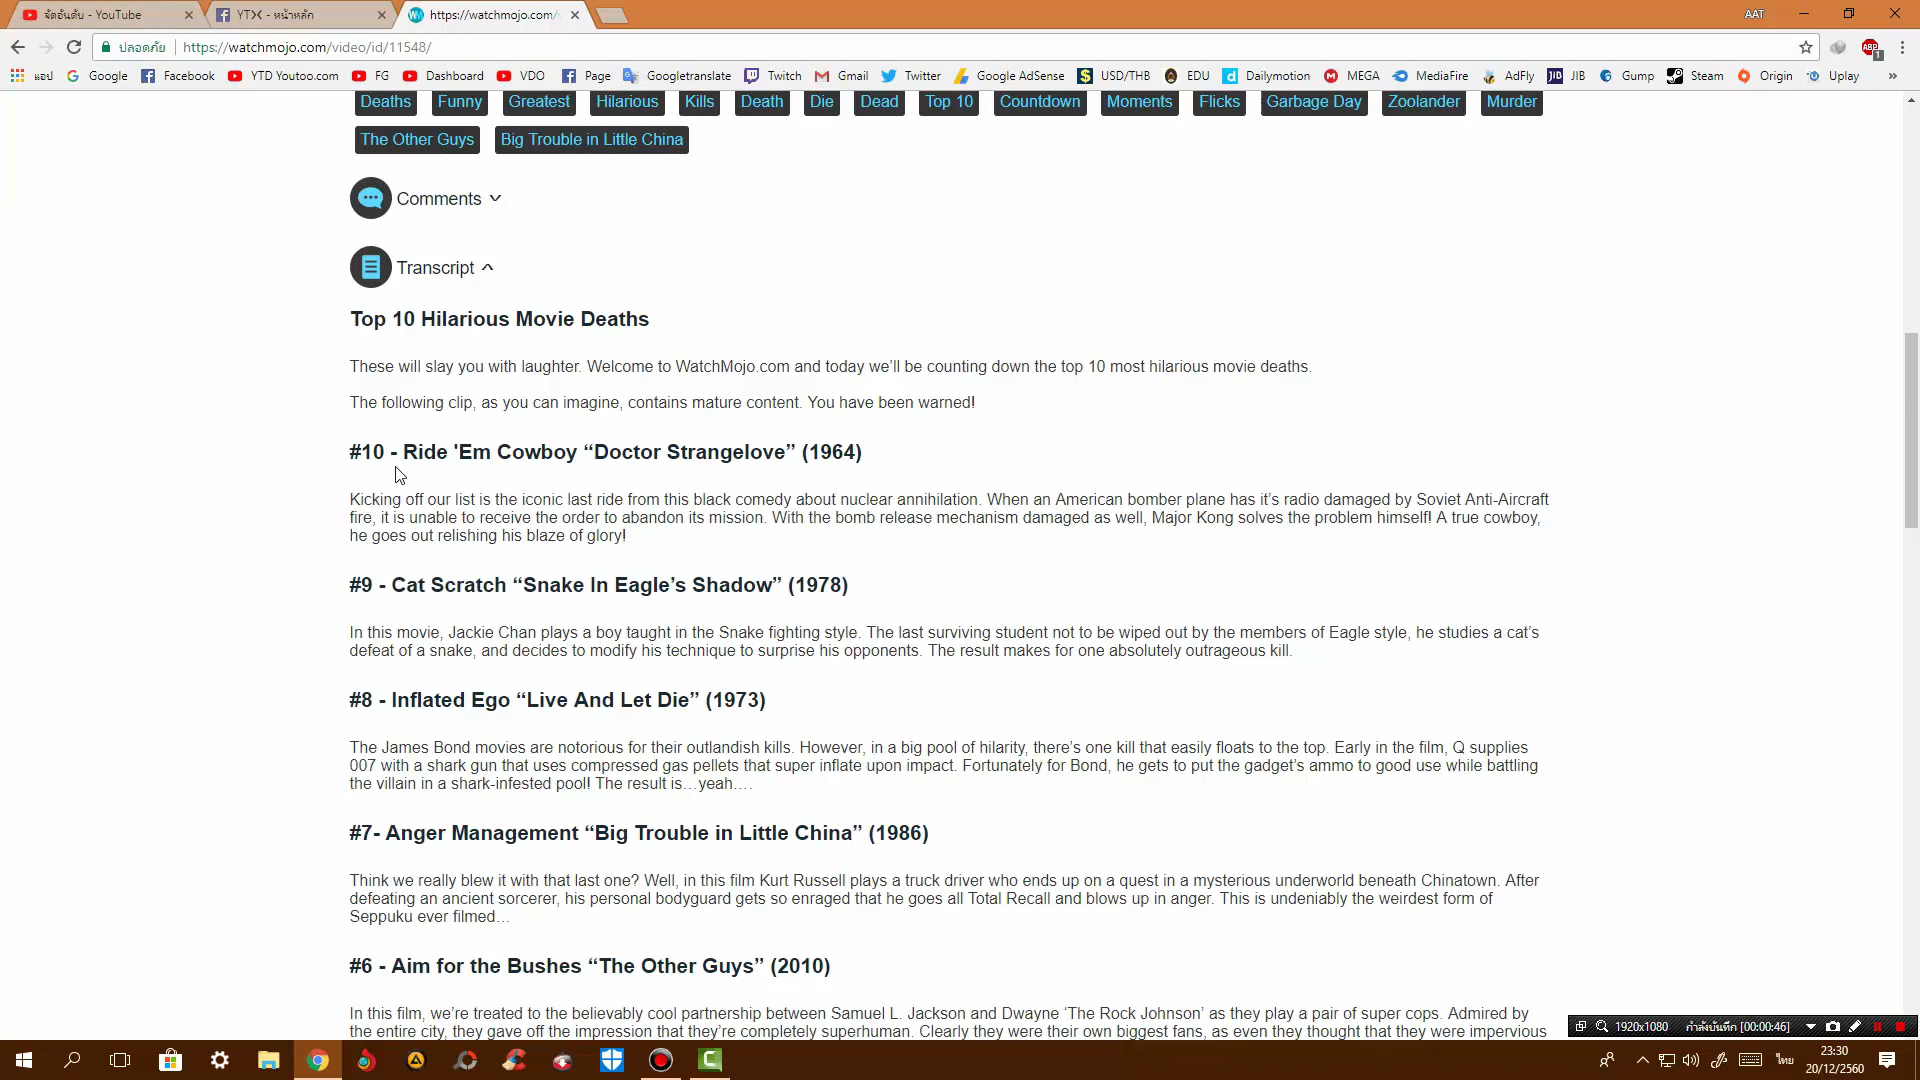 จัดอันดับ - YouTube
YT - หน้าหลัก
https://watchmojo.com/
AAT
ปลอดภัย
https://watchmojo.com/video/id/11548/
แอป Google Facebook YTD Youtoo.com FG Dashboard VDO Page Googletranslate Twitch Gmail Twitter Google AdSense USD/THB EDU Dailymotion MEGA MediaFire AdFly JIB Gump Steam Origin Uplay »
Deaths Funny Greatest Hilarious Kills Death Die Dead Top 10 Countdown Moments Flicks Garbage Day Zoolander Murder
The Other Guys Big Trouble in Little China
Comments
Transcript
Top 10 Hilarious Movie Deaths
These will slay you with laughter. Welcome to WatchMojo.com and today we’ll be counting down the top 10 most hilarious movie deaths.
The following clip, as you can imagine, contains mature content. You have been warned!
#10 - Ride 'Em Cowboy “Doctor Strangelove” (1964)
Kicking off our list is the iconic last ride from this black comedy about nuclear annihilation. When an American bomber plane has it’s radio damaged by Soviet Anti-Aircraft
fire, it is unable to receive the order to abandon its mission. With the bomb release mechanism damaged as well, Major Kong solves the problem himself! A true cowboy,
he goes out relishing his blaze of glory!
#9 - Cat Scratch “Snake In Eagle’s Shadow” (1978)
In this movie, Jackie Chan plays a boy taught in the Snake fighting style. The last surviving student not to be wiped out by the members of Eagle style, he studies a cat’s
defeat of a snake, and decides to modify his technique to surprise his opponents. The result makes for one absolutely outrageous kill.
#8 - Inflated Ego “Live And Let Die” (1973)
The James Bond movies are notorious for their outlandish kills. However, in a big pool of hilarity, there’s one kill that easily floats to the top. Early in the film, Q supplies
007 with a shark gun that uses compressed gas pellets that super inflate upon impact. Fortunately for Bond, he gets to put the gadget’s ammo to good use while battling
the villain in a shark-infested pool! The result is…yeah….
#7- Anger Management “Big Trouble in Little China” (1986)
Think we really blew it with that last one? Well, in this film Kurt Russell plays a truck driver who ends up on a quest in a mysterious underworld beneath Chinatown. After
defeating an ancient sorcerer, his personal bodyguard gets so enraged that he goes all Total Recall and blows up in anger. This is undeniably the weirdest form of
Seppuku ever filmed…
#6 - Aim for the Bushes “The Other Guys” (2010)
In this film, we’re treated to the believably cool partnership between Samuel L. Jackson and Dwayne ‘The Rock Johnson’ as they play a pair of super cops. Admired by
the entire city, they gave off the impression that they’re completely superhuman. Clearly they were their own biggest fans, as even they thought that they were impervious
1920x1080 กำลังบันทึก [00:00:46]
ไทย
23:30
20/12/2560